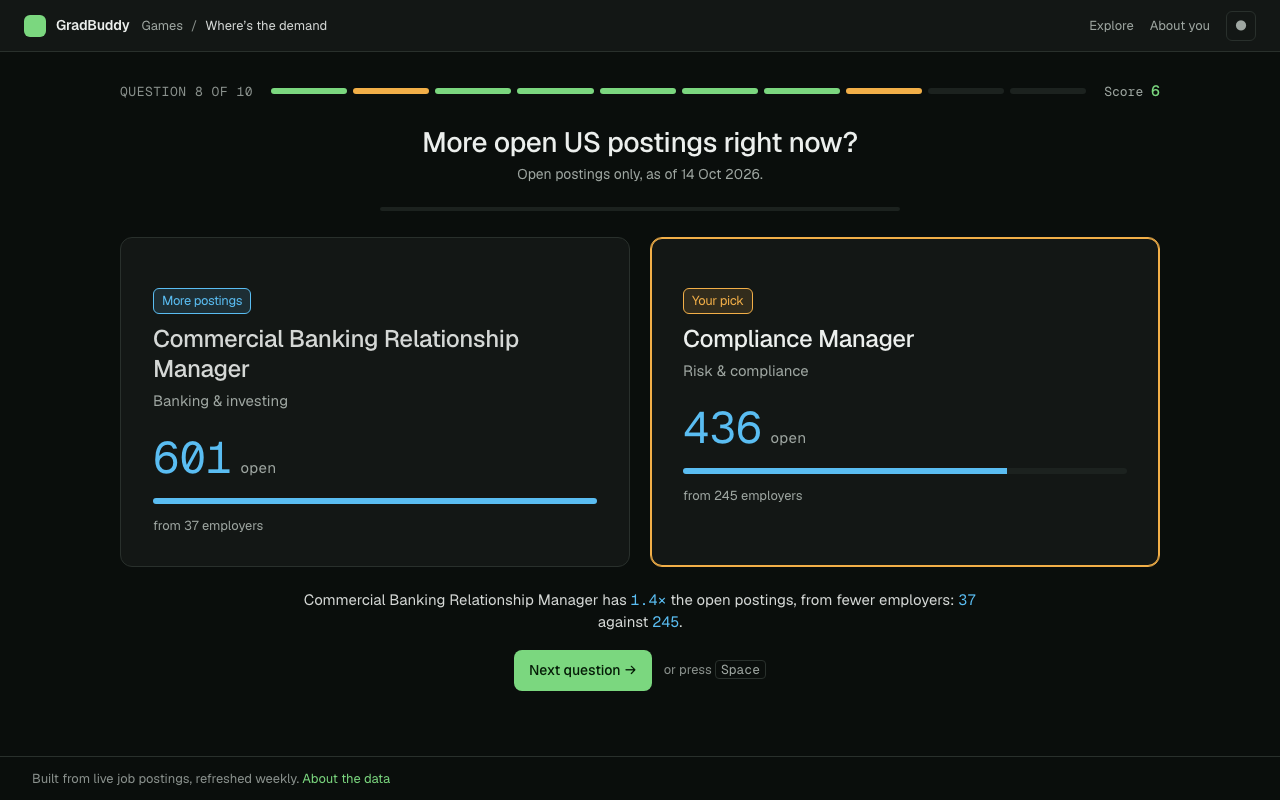 GradBuddy Games / Where's the demand
Explore About you
QUESTION 8 OF 10
Score 6
More open US postings right now?
Open postings only, as of 14 Oct 2026.
More postings
Commercial Banking Relationship
Manager
Banking & investing
601 open
from 37 employers
Your pick
Compliance Manager
Risk & compliance
436 open
from 245 employers
Commercial Banking Relationship Manager has 1.4× the open postings, from fewer employers: 37
against 245.
Next question →
or press Space
Built from live job postings, refreshed weekly. About the data